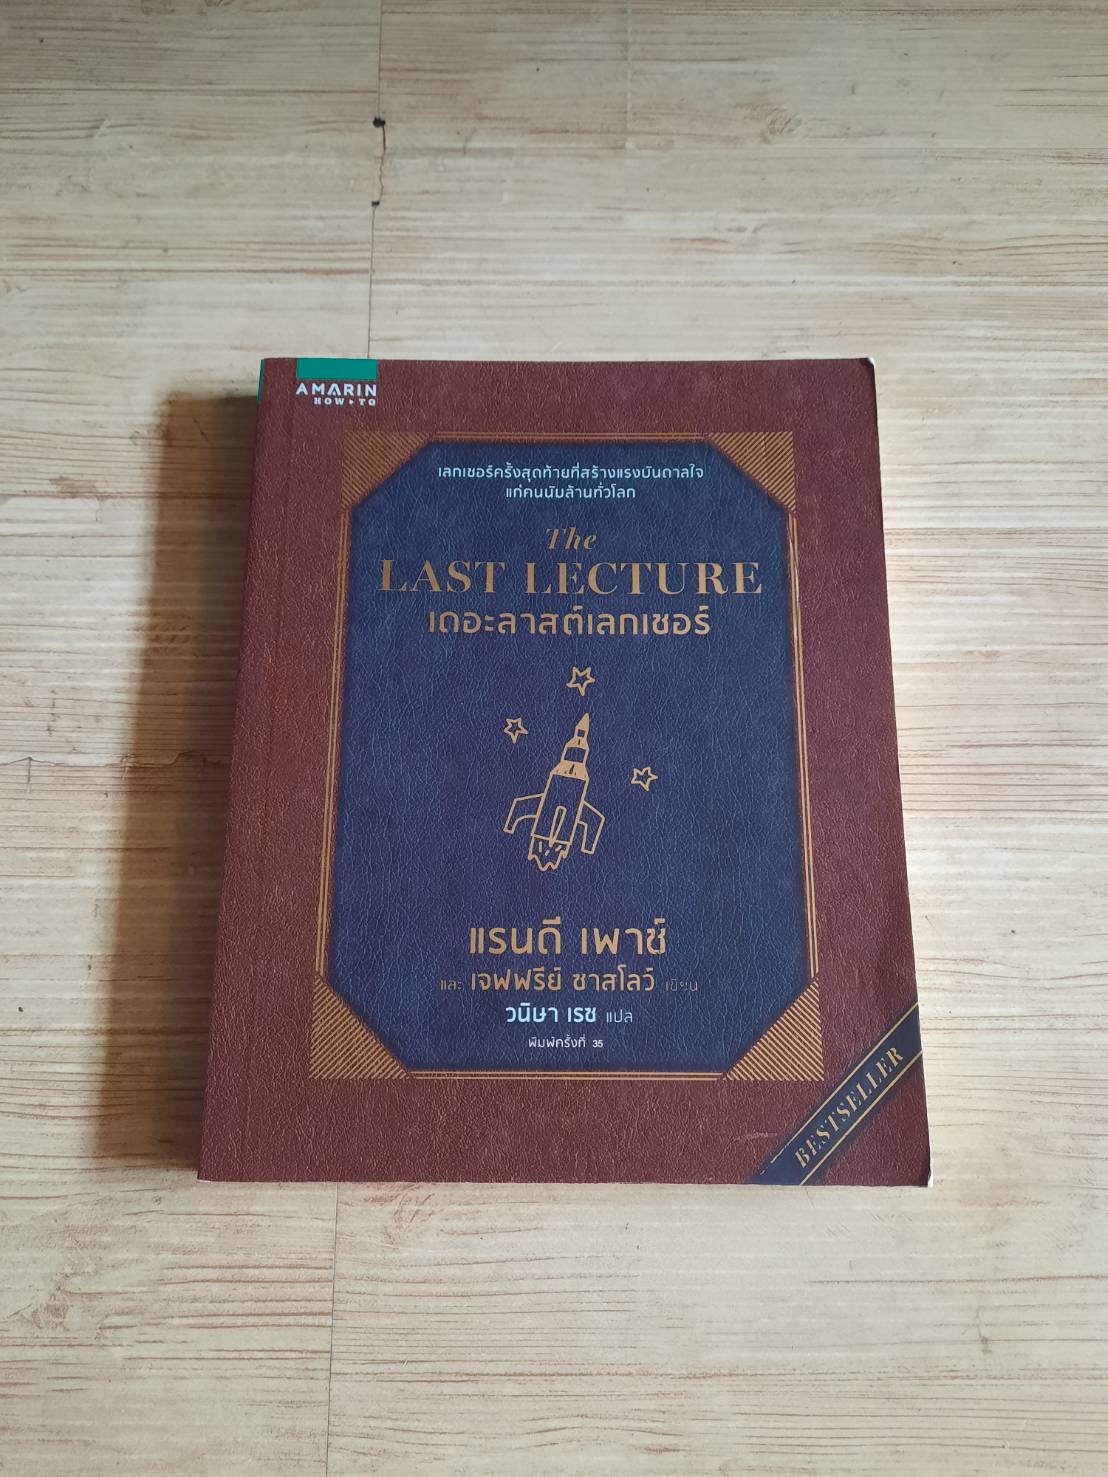 AMARIN
HOW TO
เลกเชอร์ครั้งสุดท้ายที่สร้างแรงบันดาลใจ
แก่คนนับล้านทั่วโลก
The
LAST LECTURE
เดอะลาสต์เลกเชอร์
แรนดี เพาช์
และ เจฟฟรีย์ ซาสโลว์ เขียน
วนิษา เรซ แปล
พิมพ์ครั้งที่ 35
BESTSELLER